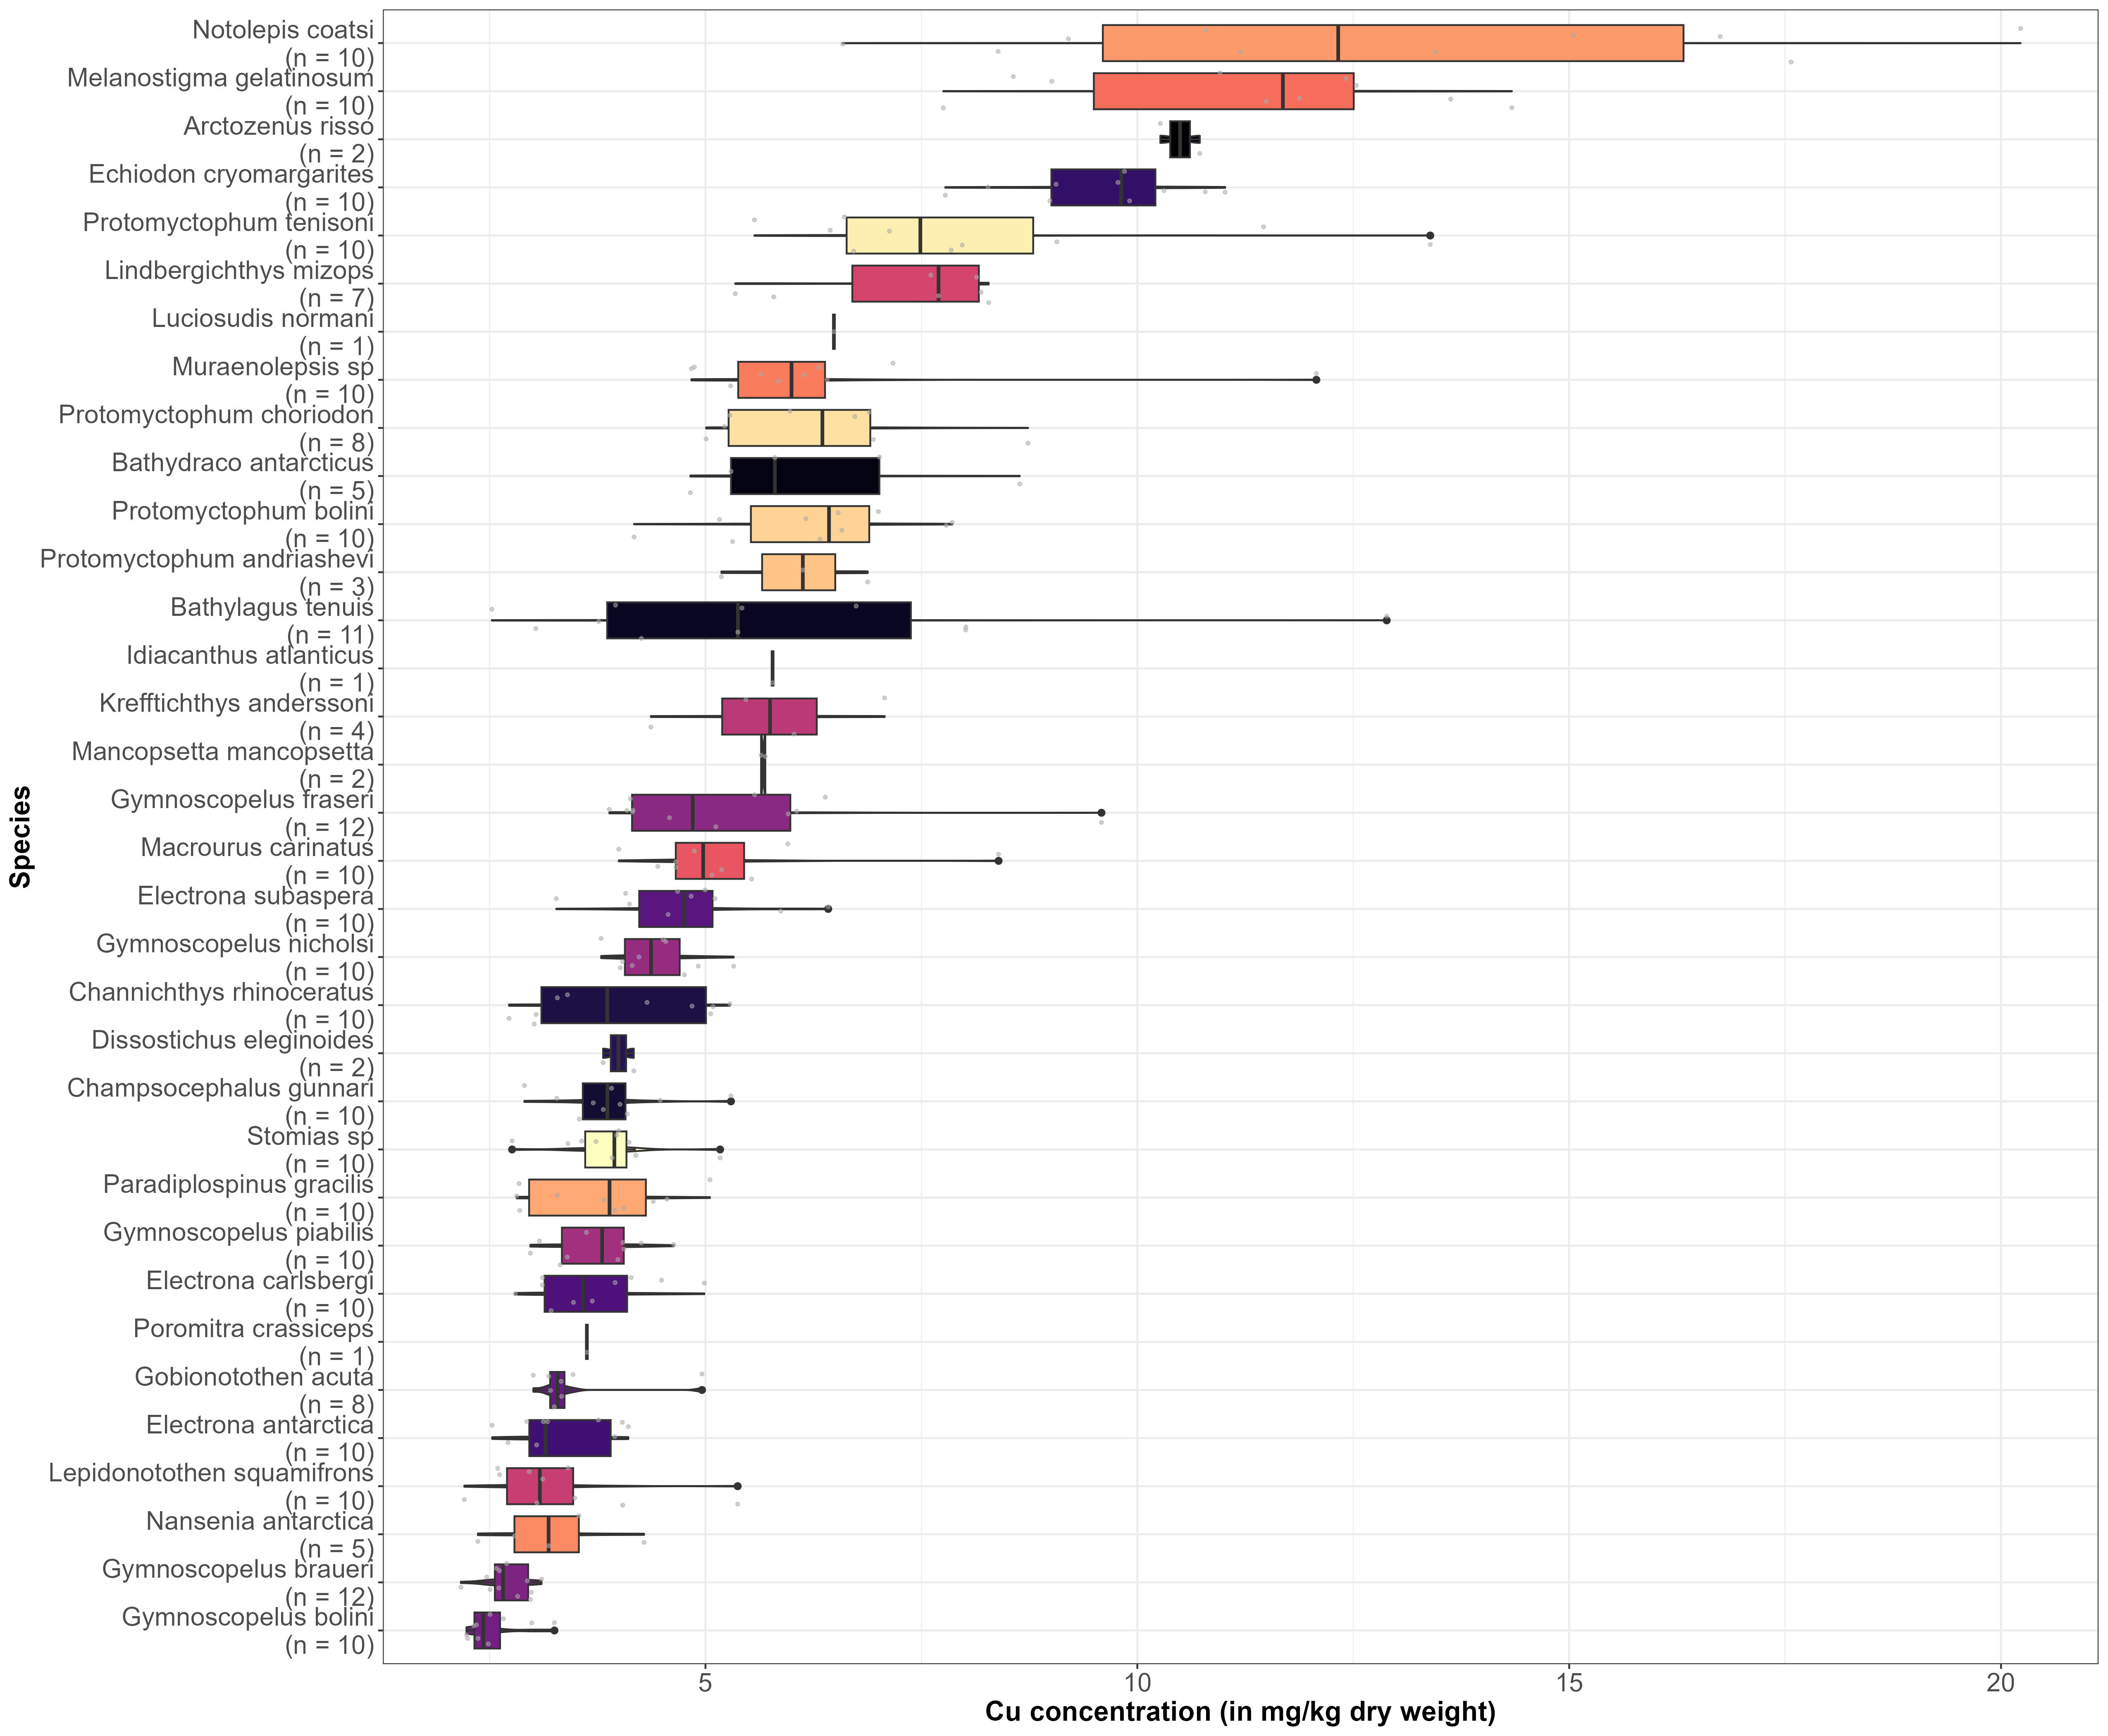 Notolepis coatsi
(n = 10)
Melanostigma gelatinosum
(n = 10)
Arctozenus risso
(n = 2)
Echiodon cryomargarites
(n = 10)
Protomyctophum tenisoni
(n = 10)
Lindbergichthys mizops
(n = 7)
Luciosudis normani
(n = 1)
Muraenolepsis sp
(n = 10)
Protomyctophum choriodon
(n = 8)
Bathydraco antarcticus
(n = 5)
Protomyctophum bolini
(n = 10)
Protomyctophum andriashevi
(n = 3)
Bathylagus tenuis
(n = 11)
Idiacanthus atlanticus
(n = 1)
Krefftichthys anderssoni
(n = 4)
Mancopsetta mancopsetta
(n = 2)
Gymnoscopelus fraseri
(n = 12)
Macrourus carinatus
(n = 10)
Electrona subaspera
(n = 10)
Gymnoscopelus nicholsi
(n = 10)
Channichthys rhinoceratus
(n = 10)
Dissostichus eleginoides
(n = 2)
Champsocephalus gunnari
(n = 10)
Stomias sp
(n = 10)
Paradiplospinus gracilis
(n = 10)
Gymnoscopelus piabilis
(n = 10)
Electrona carlsbergi
(n = 10)
Poromitra crassiceps
(n = 1)
Gobionotothen acuta
(n = 8)
Electrona antarctica
(n = 10)
Lepidonotothen squamifrons
(n = 10)
Nansenia antarctica
(n = 5)
Gymnoscopelus braueri
(n = 12)
Gymnoscopelus bolini
(n = 10)
Species
5 10 15 20
Cu concentration (in mg/kg dry weight)